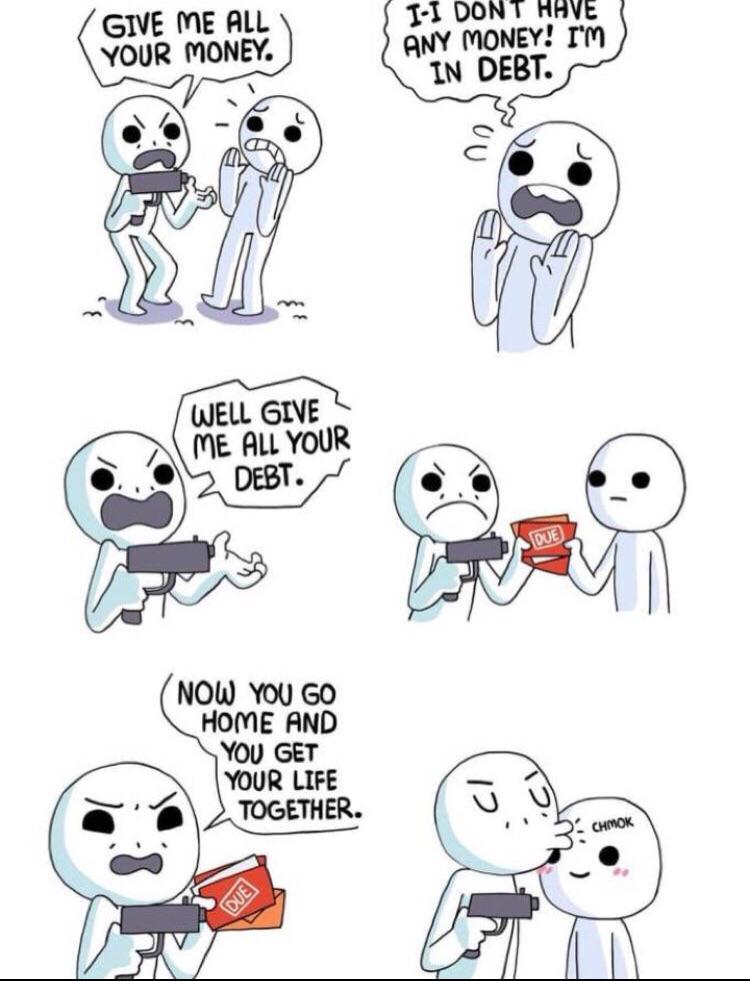 GIVE ME ALL
YOUR MONEY.
I-I DON'T HAVE
ANY MONEY! I'M
IN DEBT.
WELL GIVE
ME ALL YOUR
DEBT.
DUE
NOW YOU GO
HOME AND
YOU GET
YOUR LIFE
TOGETHER.
DUE
CHMOK